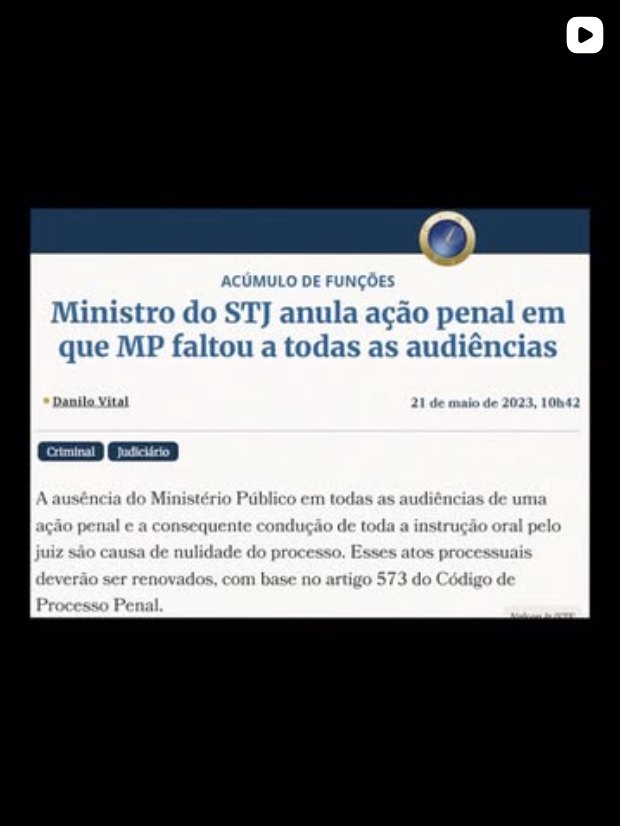 ACÚMULO DE FUNÇÕES
Ministro do STJ anula ação penal em
que MP faltou a todas as audiências
Danilo Vital
21 de maio de 2023, 10h42
Criminal Judiciário
A ausência do Ministério Público em todas as audiências de uma
ação penal e a consequente condução de toda a instrução oral pelo
juiz são causa de nulidade do processo. Esses atos processuais
deverão ser renovados, com base no artigo 573 do Código de
Processo Penal.